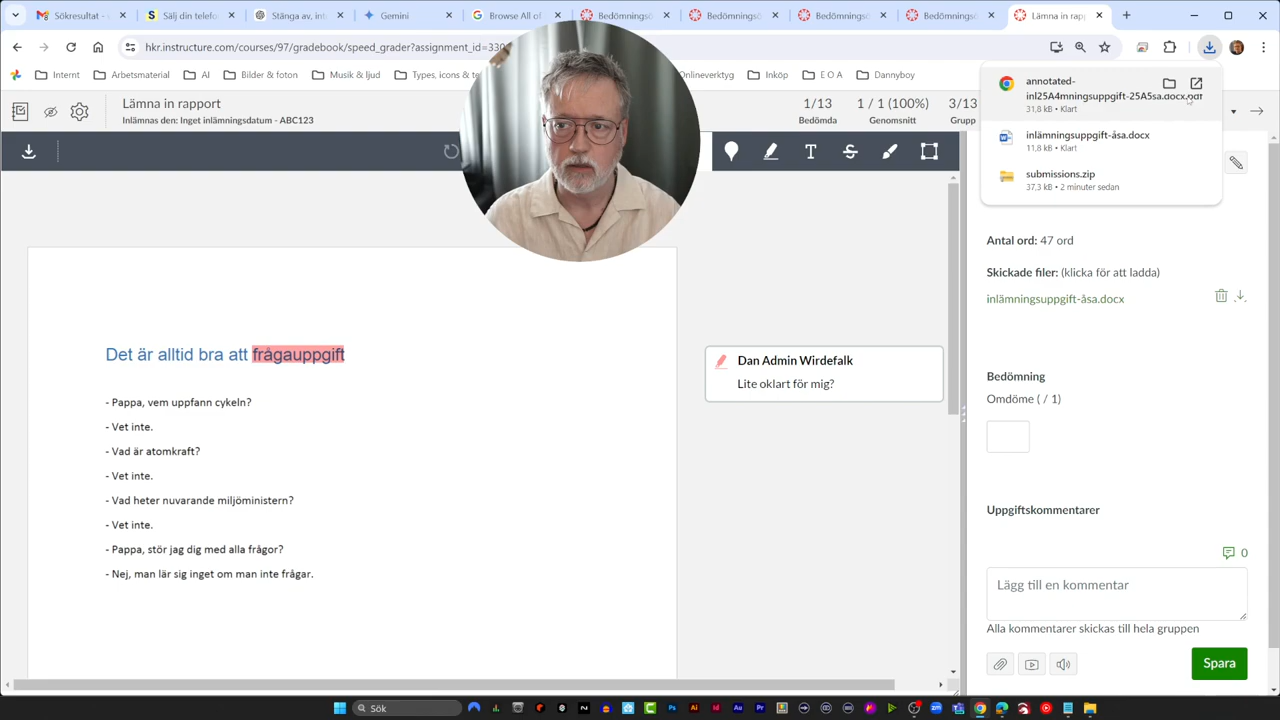 Sökresultat -
Sälj din telefo
Stänga av, st
Gemini
Browse All of
Bedömningsö
Bedömnings
Bedömningsö
Bedömnings
Lämna in rapp
hkr.instructure.com/courses/97/gradebook/speed_grader?assignment_id=330
Internt
Arbetsmaterial
AI
Bilder & foton
Musik & ljud
Types, icons & te
Onlineverktyg
Inköp
E O A
Dannyboy
Lämna in rapport
Inlämnas den: Inget inlämningsdatum - ABC123
1/13
Bedömda
1 / 1 (100%)
Genomsnitt
3/13
Grupp
annotated-
inl25A4mningsuppgift-25A5sa.docx.pdf
31,8 kB • Klart
inlämningsuppgift-åsa.docx
11,8 kB • Klart
submissions.zip
37,3 kB • 2 minuter sedan
Antal ord: 47 ord
Skickade filer: (klicka för att ladda)
inlämningsuppgift-åsa.docx
Det är alltid bra att frågauppgift
- Pappa, vem uppfann cykeln?
- Vet inte.
- Vad är atomkraft?
- Vet inte.
- Vad heter nuvarande miljöministern?
- Vet inte.
- Pappa, stör jag dig med alla frågor?
- Nej, man lär sig inget om man inte frågar.
Dan Admin Wirdefalk
Lite oklart för mig?
Bedömning
Omdöme ( / 1)
Uppgiftskommentarer
0
Lägg till en kommentar
Alla kommentarer skickas till hela gruppen
Spara
Sök